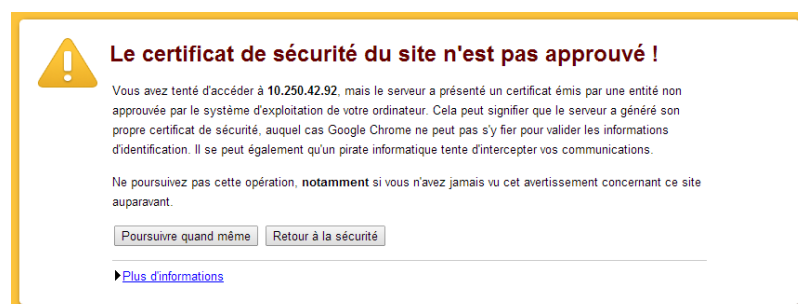 Le certificat de sécurité du site n'est pas approuvé !
Vous avez tenté d'accéder à 10.250.42.92, mais le serveur a présenté un certificat émis par une entité non
approuvée par le système d'exploitation de votre ordinateur. Cela peut signifier que le serveur a généré son
propre certificat de sécurité, auquel cas Google Chrome ne peut pas s'y fier pour valider les informations
d'identification. Il se peut également qu'un pirate informatique tente d'intercepter vos communications.
Ne poursuivez pas cette opération, notamment si vous n'avez jamais vu cet avertissement concernant ce site
auparavant.
Poursuivre quand même Retour à la sécurité
Plus d'informations